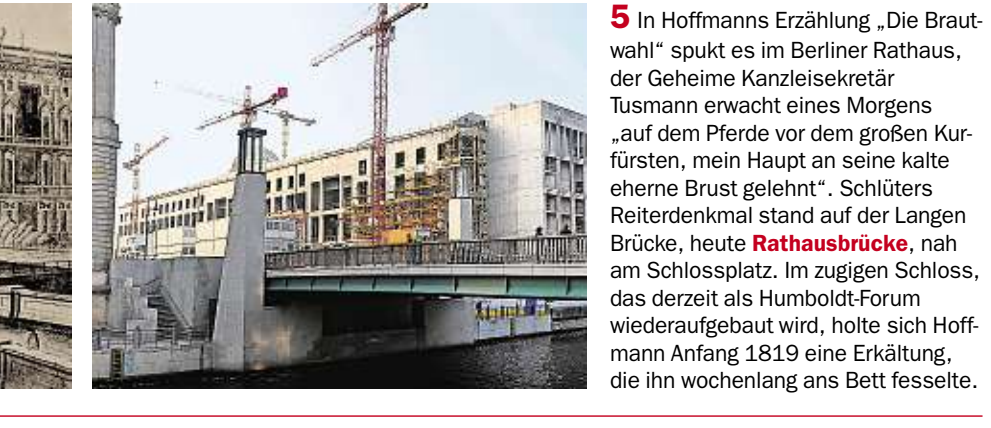 5 In Hoffmanns Erzählung „Die Braut-
wahl“ spukt es im Berliner Rathaus,
der Geheime Kanzleisekretär
Tusmann erwacht eines Morgens
„auf dem Pferde vor dem großen Kur-
fürsten, mein Haupt an seine kalte
eherne Brust gelehnt“. Schlüters
Reiterdenkmal stand auf der Langen
Brücke, heute Rathausbrücke, nah
am Schlossplatz. Im zugigen Schloss,
das derzeit als Humboldt-Forum
wiederaufgebaut wird, holte sich Hoff-
mann Anfang 1819 eine Erkältung,
die ihn wochenlang ans Bett fesselte.